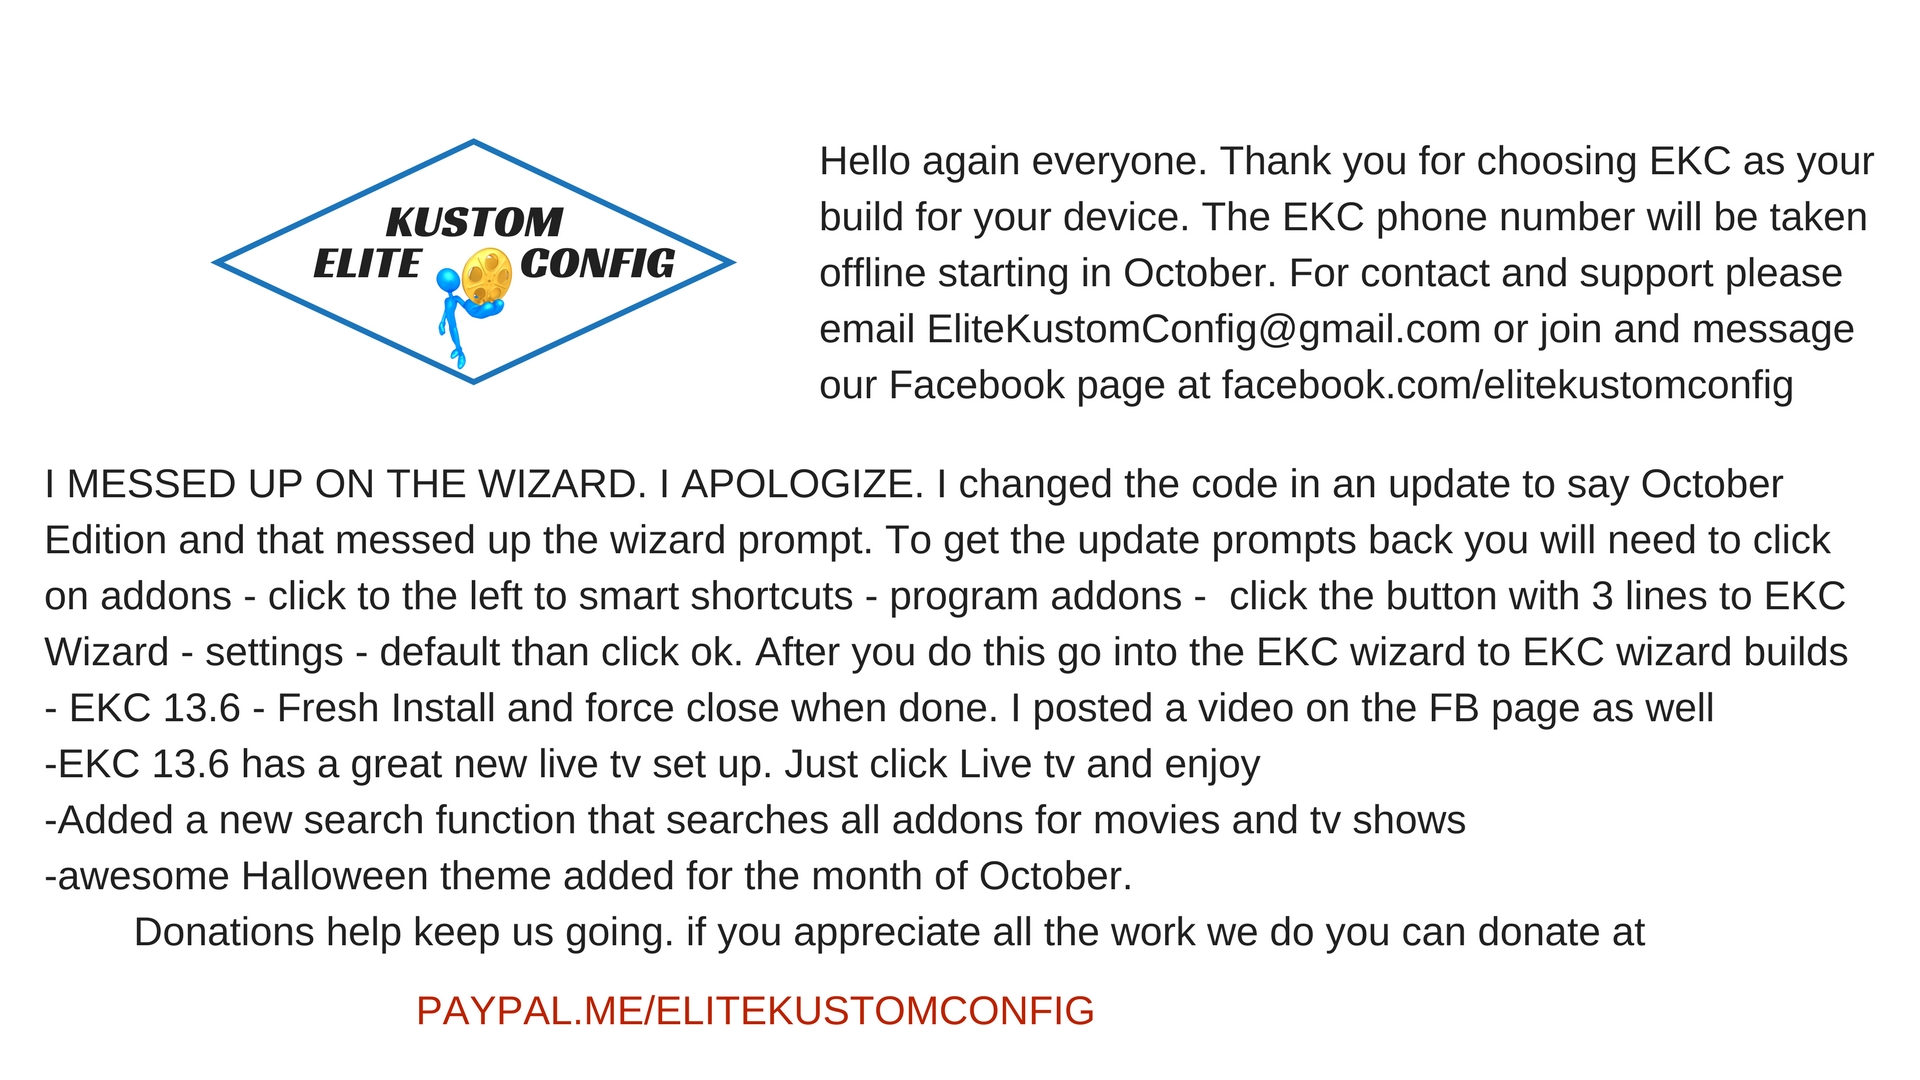 KUSTOM
ELITE CONFIG
Hello again everyone. Thank you for choosing EKC as your
build for your device. The EKC phone number will be taken
offline starting in October. For contact and support please
email EliteKustomConfig@gmail.com or join and message
our Facebook page at facebook.com/elitekustomconfig
I MESSED UP ON THE WIZARD. I APOLOGIZE. I changed the code in an update to say October
Edition and that messed up the wizard prompt. To get the update prompts back you will need to click
on addons - click to the left to smart shortcuts - program addons -  click the button with 3 lines to EKC
Wizard - settings - default than click ok. After you do this go into the EKC wizard to EKC wizard builds
- EKC 13.6 - Fresh Install and force close when done. I posted a video on the FB page as well
-EKC 13.6 has a great new live tv set up. Just click Live tv and enjoy
-Added a new search function that searches all addons for movies and tv shows
-awesome Halloween theme added for the month of October.
Donations help keep us going. if you appreciate all the work we do you can donate at
PAYPAL.ME/ELITEKUSTOMCONFIG